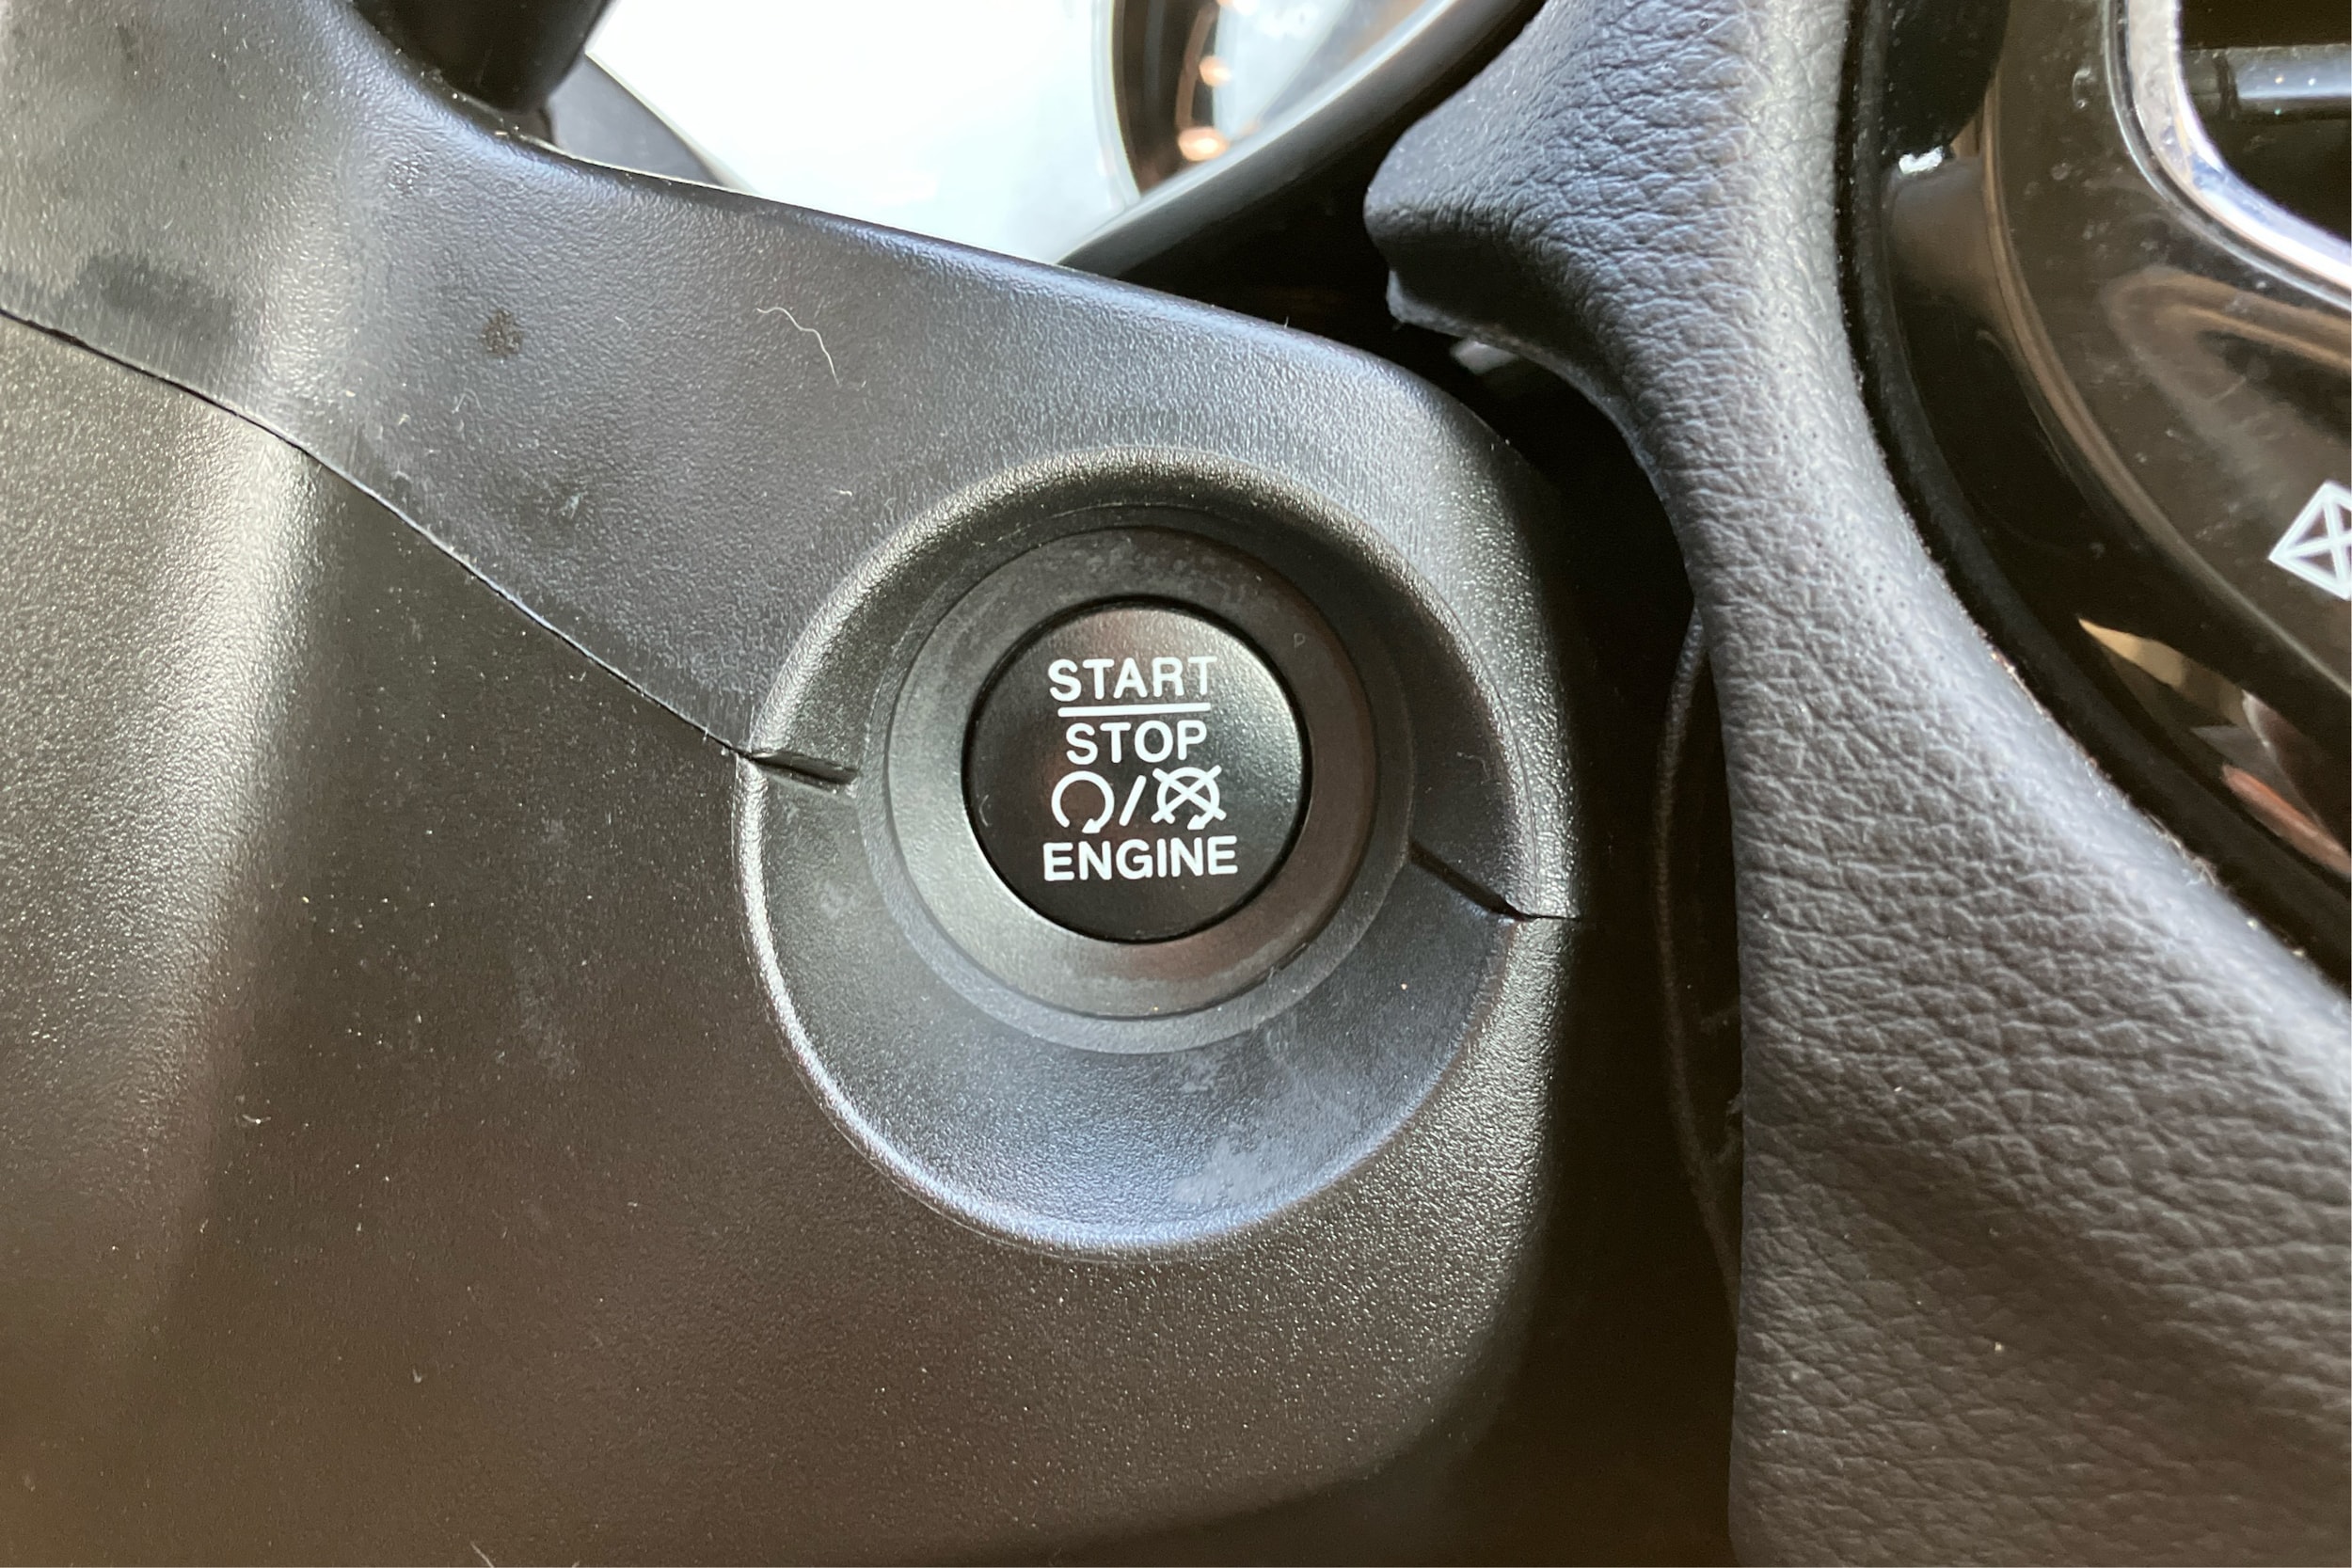 START
STOP
/
ENGINE